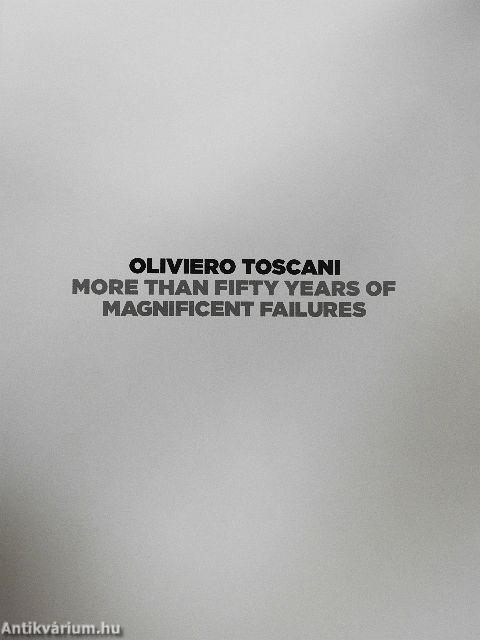 OLIVIERO TOSCANI
MORE THAN FIFTY YEARS OF
MAGNIFICENT FAILURES
Antikvárium.hu